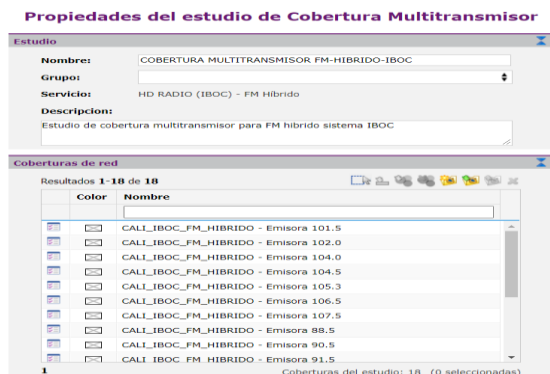 Propiedades del estudio de Cobertura Multitransmisor
Estudio
Nombre: COBERTURA MULTITRANSMISOR FM-HIBRIDO-IBOC
Grupo:
Servicio: HD RADIO (IBOC) - FM Híbrido
Descripcion:
Estudio de cobertura multitransmisor para FM hibrido sistema IBOC
Coberturas de red
Resultados 1-18 de 18
Color Nombre
CALI_IBOC_FM_HIBRIDO - Emisora 101.5
CALI_IBOC_FM_HIBRIDO - Emisora 102.0
CALI_IBOC_FM_HIBRIDO - Emisora 104.0
CALI_IBOC_FM_HIBRIDO - Emisora 104.5
CALI_IBOC_FM_HIBRIDO - Emisora 105.3
CALI_IBOC_FM_HIBRIDO - Emisora 106.5
CALI_IBOC_FM_HIBRIDO - Emisora 107.5
CALI_IBOC_FM_HIBRIDO - Emisora 88.5
CALI_IBOC_FM_HIBRIDO - Emisora 90.5
CALI_IBOC_FM_HIBRIDO - Emisora 91.5
1 Coberturas del estudio: 18 (0 seleccionadas)